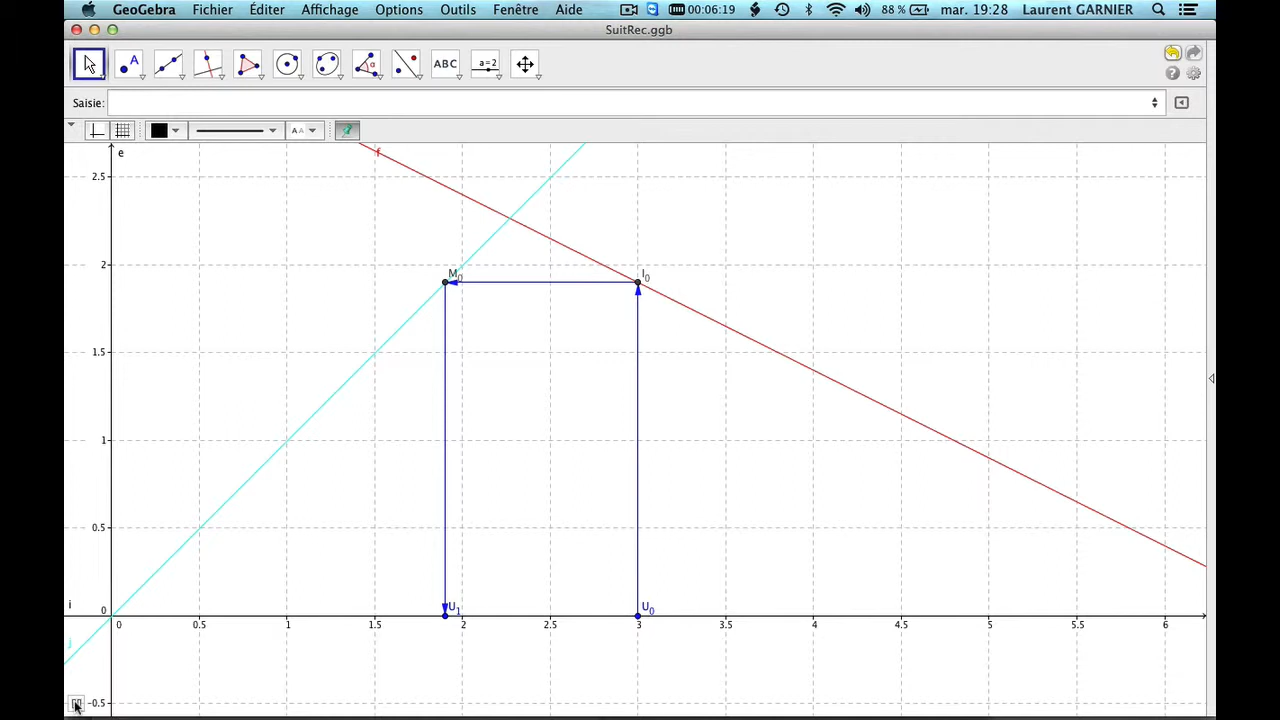 GeoGebra Fichier Éditer Affichage Options Outils Fenêtre Aide 00:06:19 88 % mar. 19:28 Laurent GARNIER
SuitRec.ggb
A α ABC a=2
?
Saisie:
A A
e f
2.5
2
M₀ I₀
1.5
1
0.5
i 0 U₁ U₀
0 0.5 1 1.5 2 2.5 3 3.5 4 4.5 5 5.5 6
j
-0.5